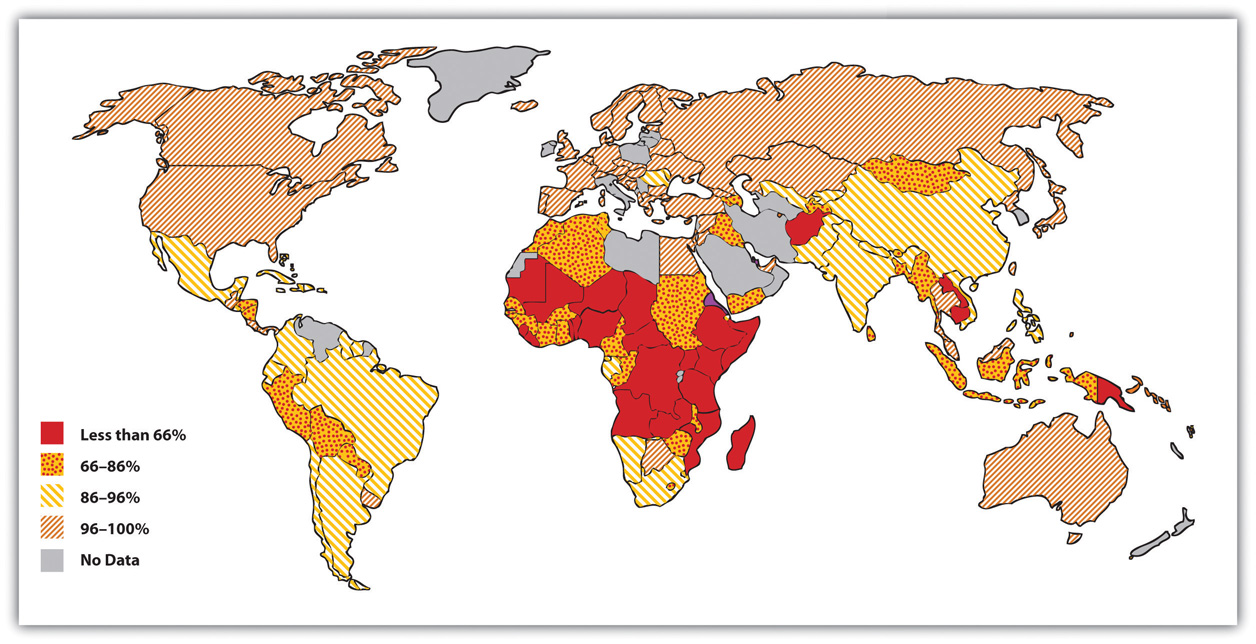 Less than 66%
66–86%
86–96%
96–100%
No Data